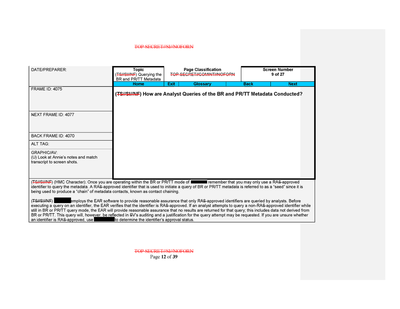 TOP SECRET//SI//NOFORN
DATE/PREPARER:
Topic
(TS//SI//NF) Querying the
BR and PR/TT Metadata
Page Classification
TOP SECRET//COMINT//NOFORN
Screen Number
9 of 27
Home Exit Glossary Back Next
FRAME ID: 4075
(TS//SI//NF) How are Analyst Queries of the BR and PR/TT Metadata Conducted?
NEXT FRAME ID: 4077
BACK FRAME ID: 4070
ALT TAG:
GRAPHIC/AV:
(U) Look at Annie's notes and match
transcript to screen shots.
(TS//SI//NF) (HMC Character): Once you are operating within the BR or PR/TT mode of remember that you may only use a RAS-approved
identifier to query the metadata. A RAS-approved identifier that is used to initiate a query of BR or PR/TT metadata is referred to as a "seed" since it is
being used to produce a "chain" of metadata contacts, known as contact chaining.
(TS//SI//NF) employs the EAR software to provide reasonable assurance that only RAS-approved identifiers are queried by analysts. Before
executing a query on an identifier, the EAR verifies that the identifier is RAS-approved. If an analyst attempts to query a non-RAS-approved identifier while
still in BR or PR/TT query mode, the EAR will provide reasonable assurance that no results are returned for that query; this includes data not derived from
BR or PR/TT. This query will, however, be reflected in auditing and a justification for the query attempt may be requested. If you are unsure whether
an identifier is RAS-approved, use to determine the identifier's approval status.
TOP SECRET//SI//NOFORN
Page 12 of 39